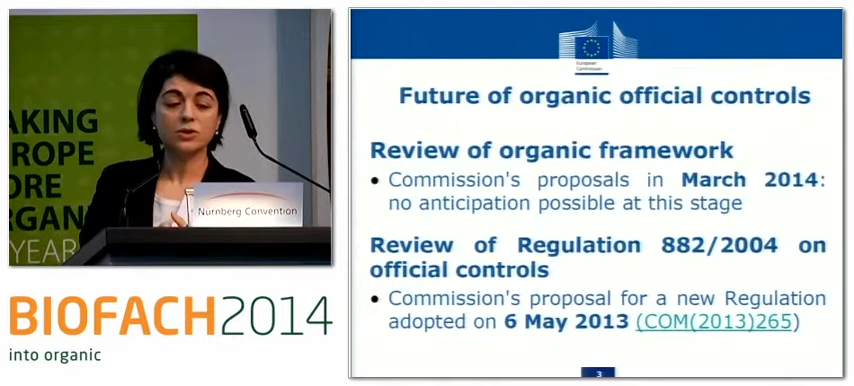 AKING
ROPE
ORE
RGAN
YEAR
Nürnberg Convention
BIOFACH2014
into organic
European
Commission
Future of organic official controls
Review of organic framework
• Commission's proposals in March 2014:
no anticipation possible at this stage
Review of Regulation 882/2004 on
official controls
• Commission's proposal for a new Regulation
adopted on 6 May 2013 (COM(2013)265)
3